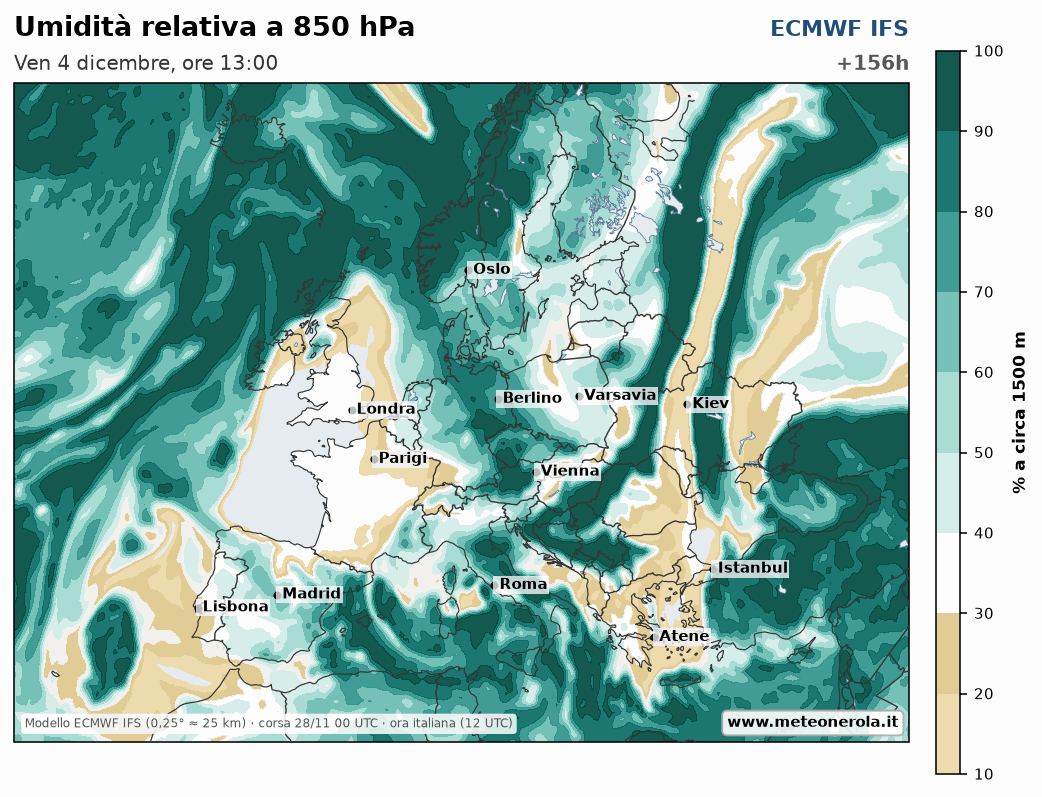 Umidità relativa a 850 hPa
ECMWF IFS
Ven 4 dicembre, ore 13:00
+156h
100
90
80
70
60
50
40
30
20
10
% a circa 1500 m
Oslo
Berlino
Varsavia
Kiev
Londra
Parigi
Vienna
Istanbul
Roma
Madrid
Lisbona
Atene
Modello ECMWF IFS (0,25° ≈ 25 km) · corsa 28/11 00 UTC · ora italiana (12 UTC)
www.meteonerola.it